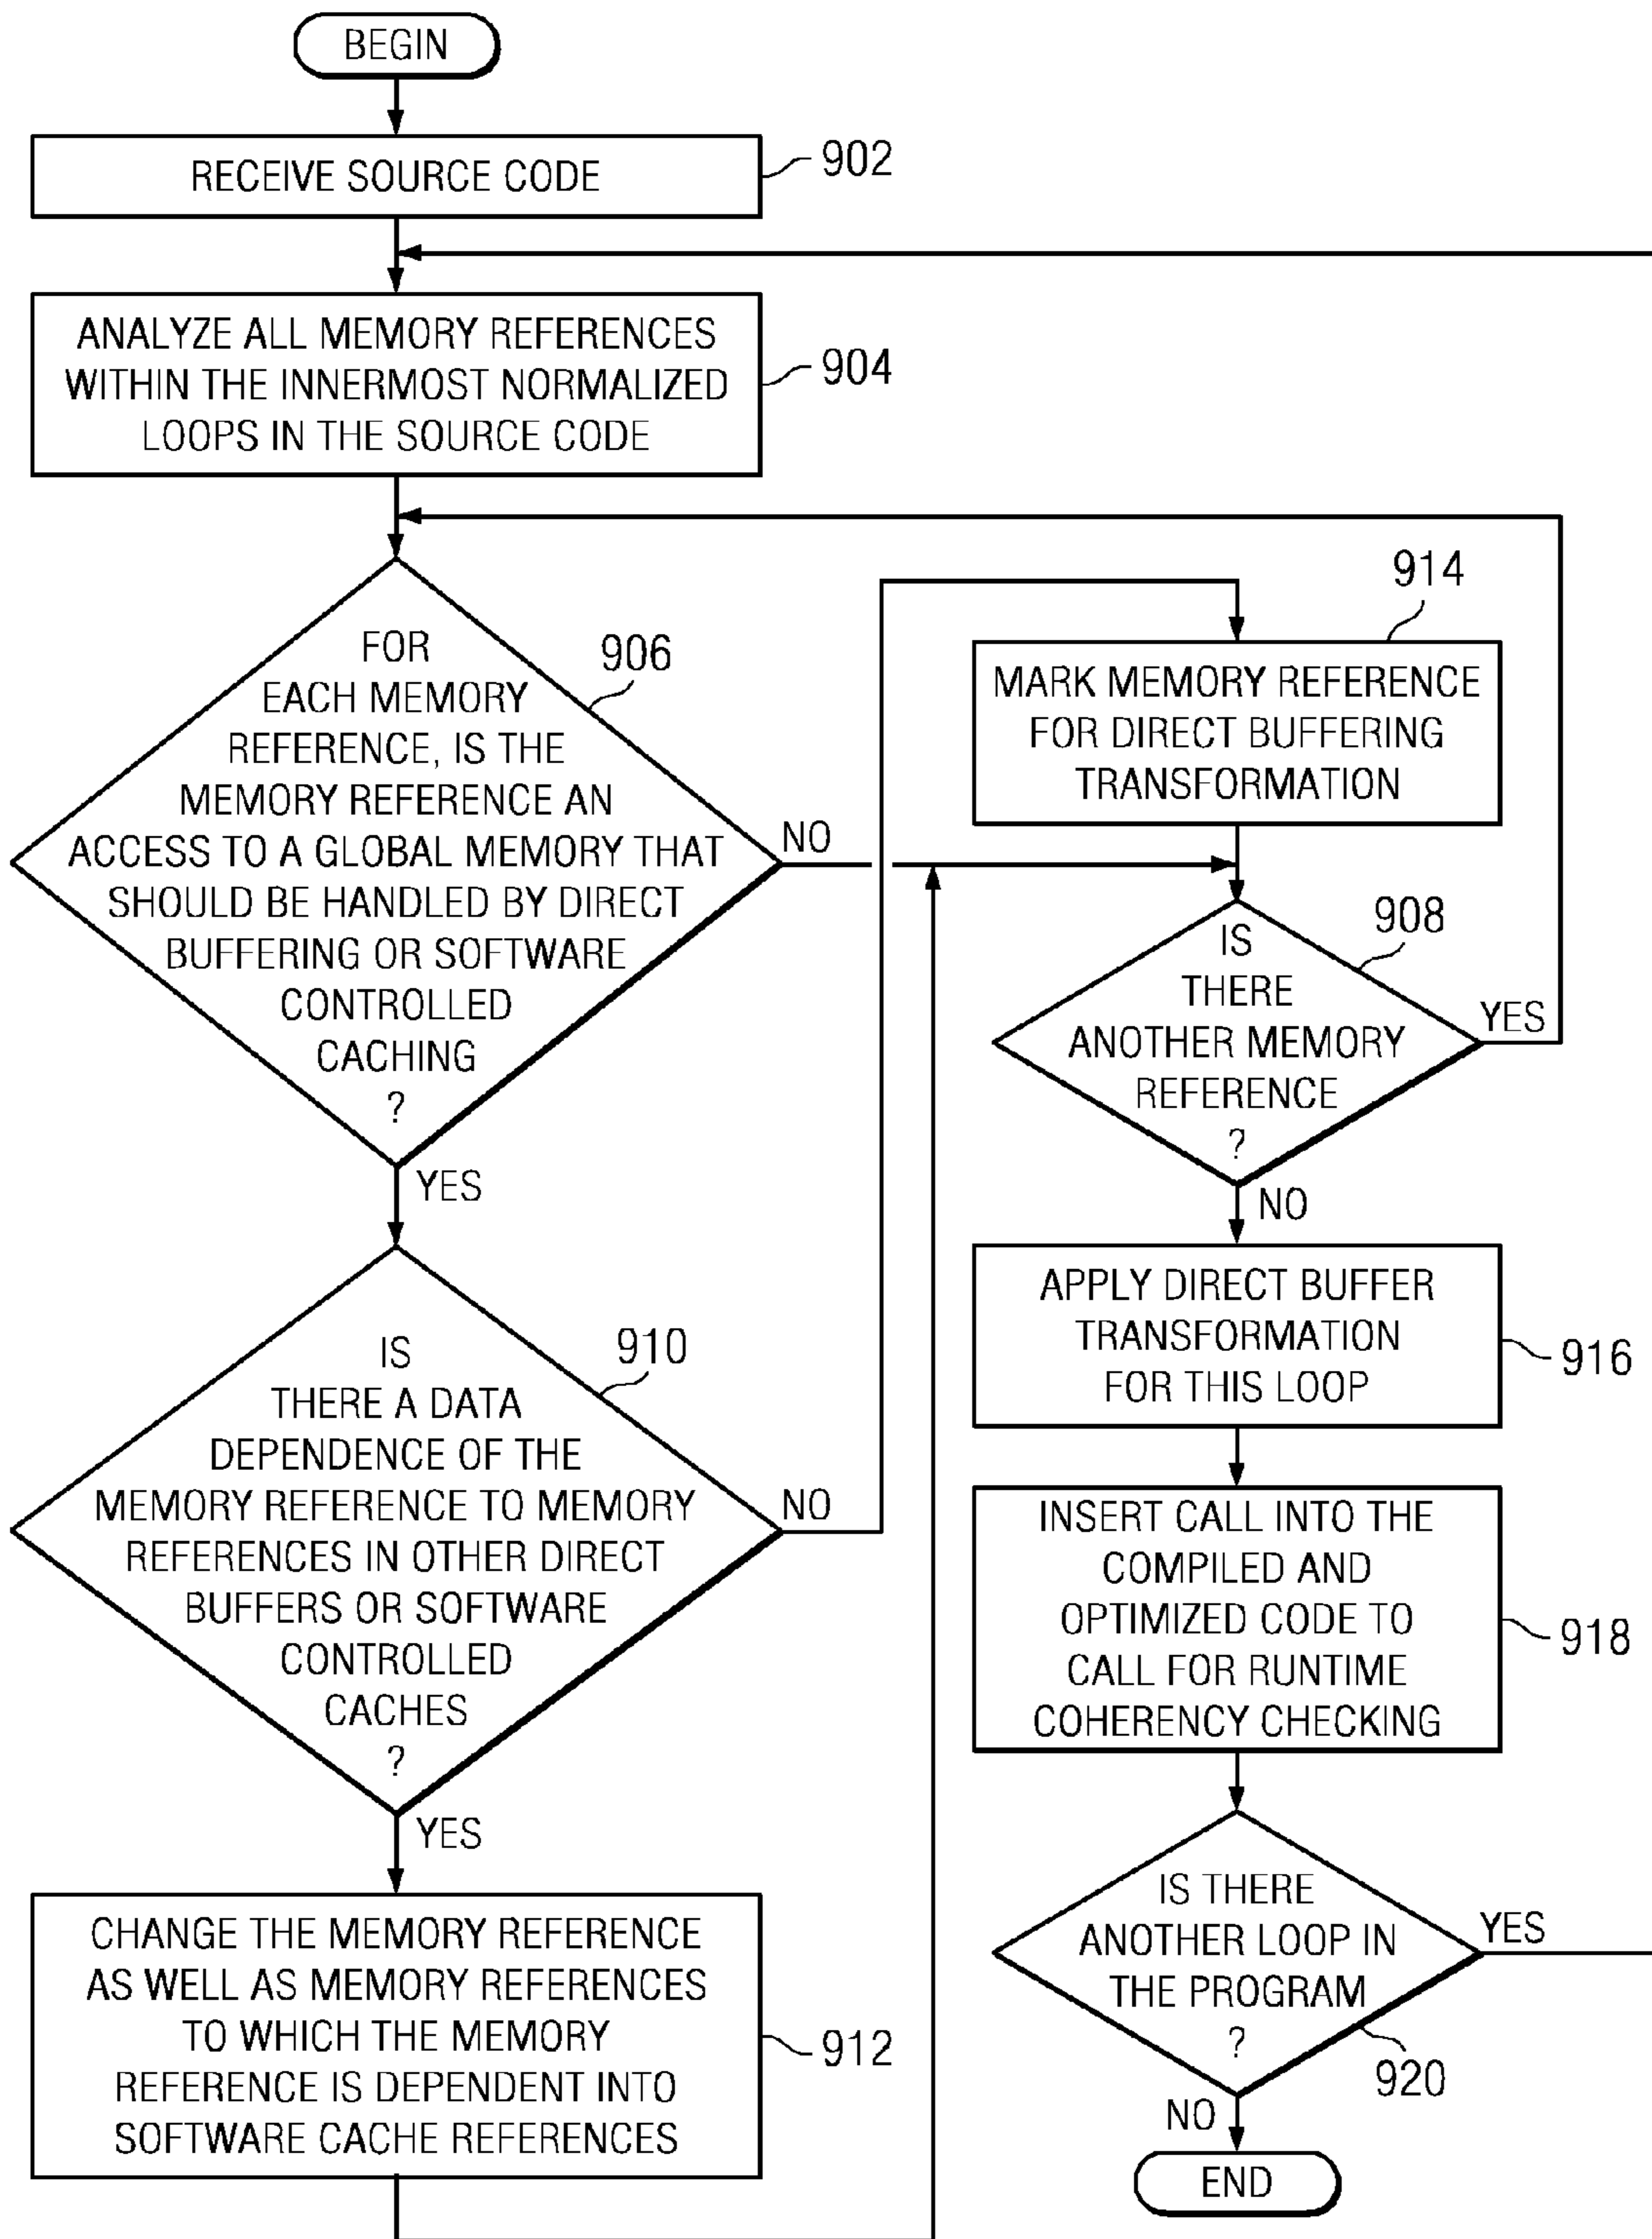 BEGIN
RECEIVE SOURCE CODE
902
ANALYZE ALL MEMORY REFERENCES
WITHIN THE INNERMOST NORMALIZED
LOOPS IN THE SOURCE CODE
904
FOR
EACH MEMORY
REFERENCE, IS THE
MEMORY REFERENCE AN
ACCESS TO A GLOBAL MEMORY THAT
SHOULD BE HANDLED BY DIRECT
BUFFERING OR SOFTWARE
CONTROLLED
CACHING
?
906
NO
YES
IS
THERE A DATA
DEPENDENCE OF THE
MEMORY REFERENCE TO MEMORY
REFERENCES IN OTHER DIRECT
BUFFERS OR SOFTWARE
CONTROLLED
CACHES
?
910
NO
YES
CHANGE THE MEMORY REFERENCE
AS WELL AS MEMORY REFERENCES
TO WHICH THE MEMORY
REFERENCE IS DEPENDENT INTO
SOFTWARE CACHE REFERENCES
912
914
MARK MEMORY REFERENCE
FOR DIRECT BUFFERING
TRANSFORMATION
908
IS
THERE
ANOTHER MEMORY
REFERENCE
?
YES
NO
APPLY DIRECT BUFFER
TRANSFORMATION
FOR THIS LOOP
916
INSERT CALL INTO THE
COMPILED AND
OPTIMIZED CODE TO
CALL FOR RUNTIME
COHERENCY CHECKING
918
IS THERE
ANOTHER LOOP IN
THE PROGRAM
?
YES
920
NO
END